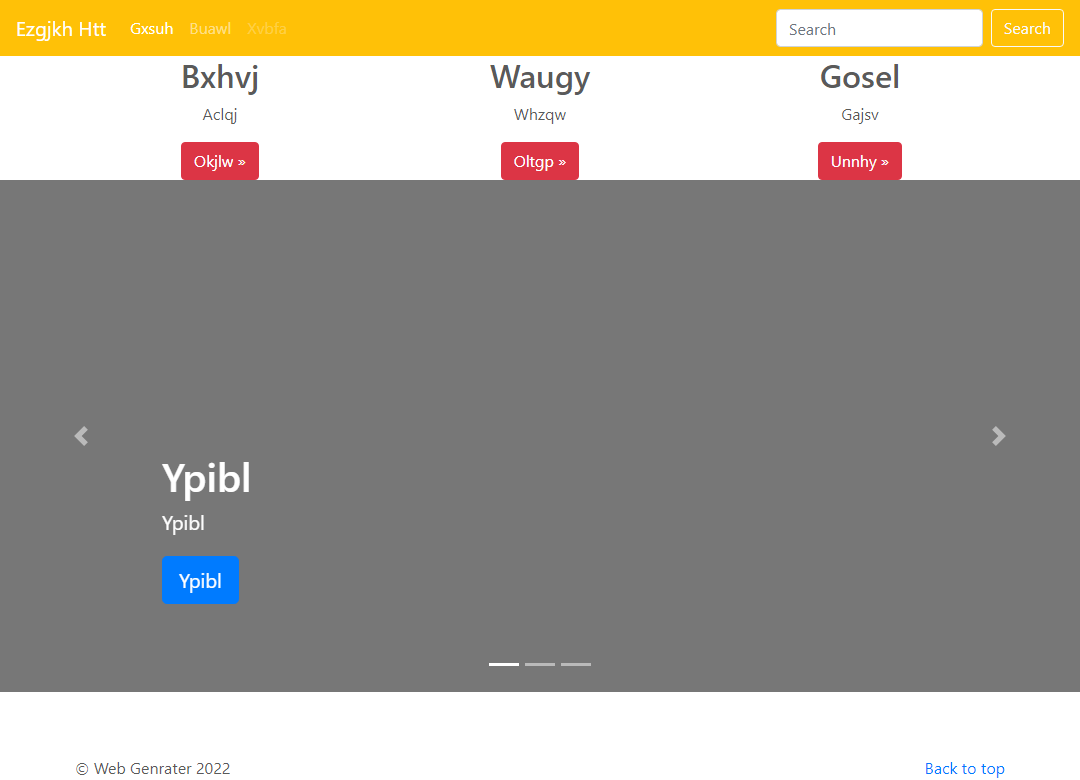 Ezgjkh Htt Gxsuh Buawl Xvbfa Search Search
Bxhvj Waugy Gosel
Aclqj Whzqw Gajsv
Okjlw » Oltgp » Unnhy »
Ypibl
Ypibl
Ypibl
© Web Genrater 2022 Back to top